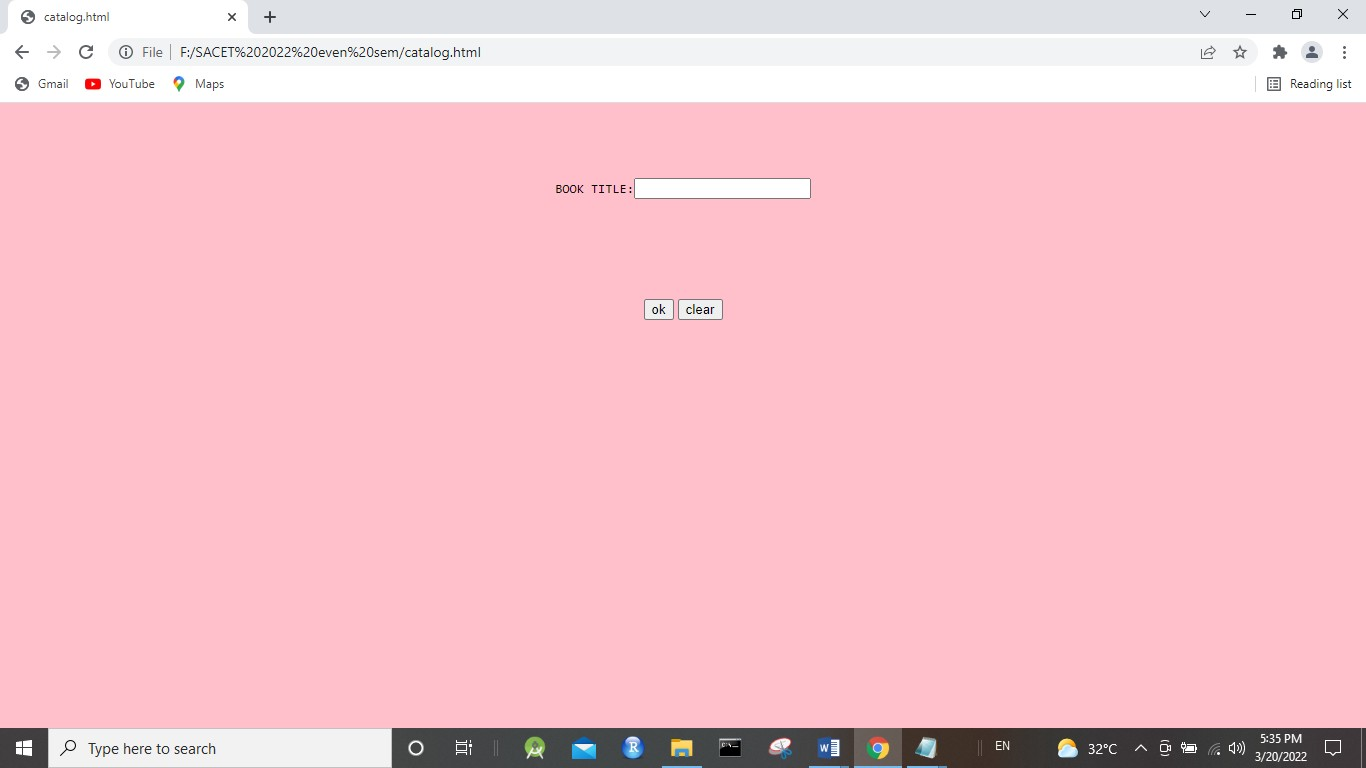 catalog.html
File F:/SACET%202022%20even%20sem/catalog.html
Gmail YouTube Maps Reading list
BOOK TITLE:
ok clear
Type here to search EN 32°C 5:35 PM
3/20/2022